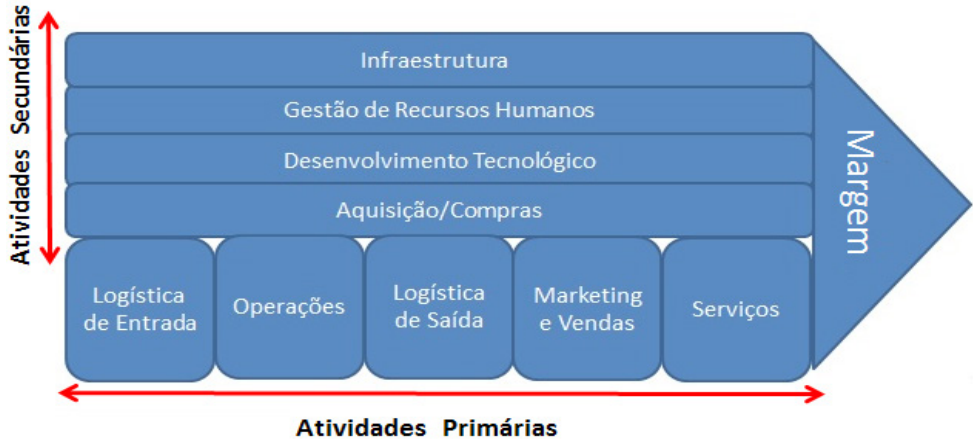 Atividades Secundárias
Infraestrutura
Gestão de Recursos Humanos
Desenvolvimento Tecnológico
Aquisição/Compras
Logística
de Entrada
Operações
Logística
de Saída
Marketing
e Vendas
Serviços
Margem
Atividades Primárias